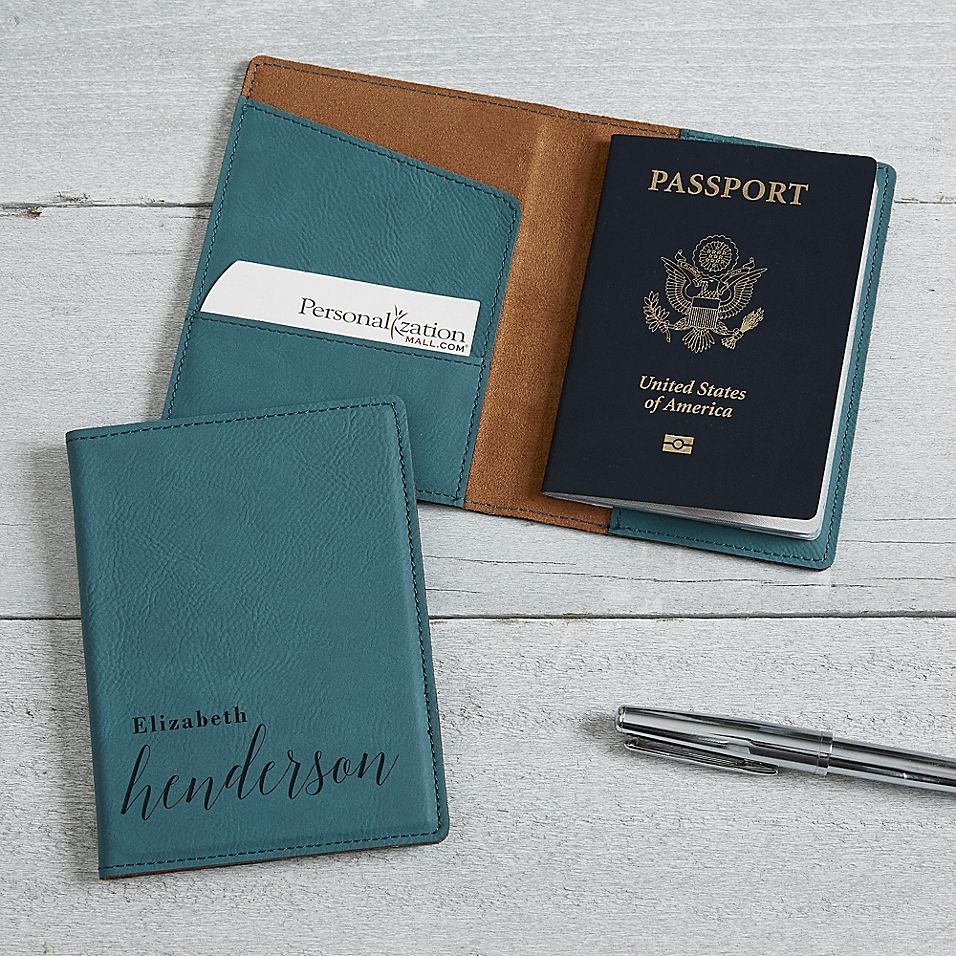 PASSPORT
United States
of America
Personalization
MALL.COM®
Elizabeth
henderson